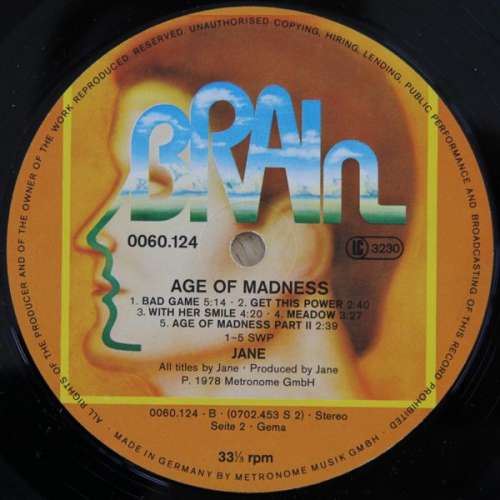 ALL RIGHTS OF THE PRODUCER AND OF THE OWNER OF THE WORK REPRODUCED RESERVED. UNAUTHORISED COPYING, HIRING, LENDING, PUBLIC PERFORMANCE AND BROADCASTING OF THIS RECORD PROHIBITED
BRAIn
0060.124
LC 3230
AGE OF MADNESS
1. BAD GAME 5:14 · 2. GET THIS POWER 2:40
3. WITH HER SMILE 4:20 · 4. MEADOW 3:27
5. AGE OF MADNESS PART II 2:39
1–5 SWP
JANE
All titles by Jane · Produced by Jane
P. 1978 Metronome GmbH
0060.124 · B · (0702.453 S 2) · Stereo
Seite 2 · Gema
33⅓ rpm
· MADE IN GERMANY BY METRONOME MUSIK GMBH ·